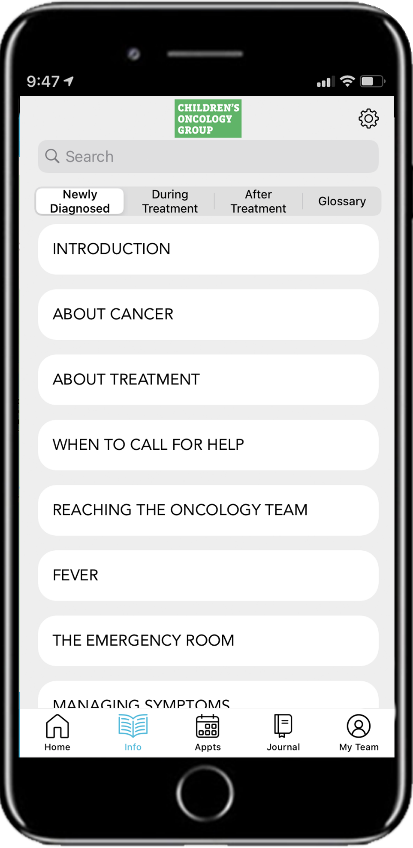 9:47
CHILDREN'S
ONCOLOGY
GROUP
Search
Newly
Diagnosed
During
Treatment
After
Treatment
Glossary
INTRODUCTION
ABOUT CANCER
ABOUT TREATMENT
WHEN TO CALL FOR HELP
REACHING THE ONCOLOGY TEAM
FEVER
THE EMERGENCY ROOM
MANAGING SYMPTOMS
Home
Info
Appts
Journal
My Team